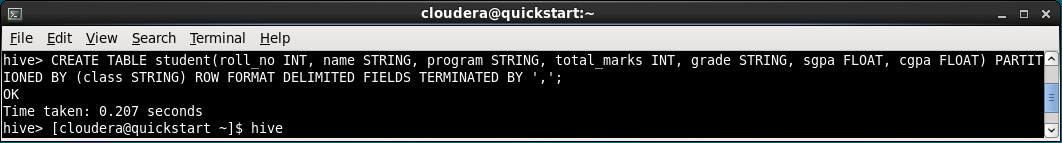 cloudera@quickstart:~
File Edit View Search Terminal Help
hive> CREATE TABLE student(roll_no INT, name STRING, program STRING, total_marks INT, grade STRING, sgpa FLOAT, cgpa FLOAT) PARTIT
IONED BY (class STRING) ROW FORMAT DELIMITED FIELDS TERMINATED BY ',';
OK
Time taken: 0.207 seconds
hive> [cloudera@quickstart ~]$ hive